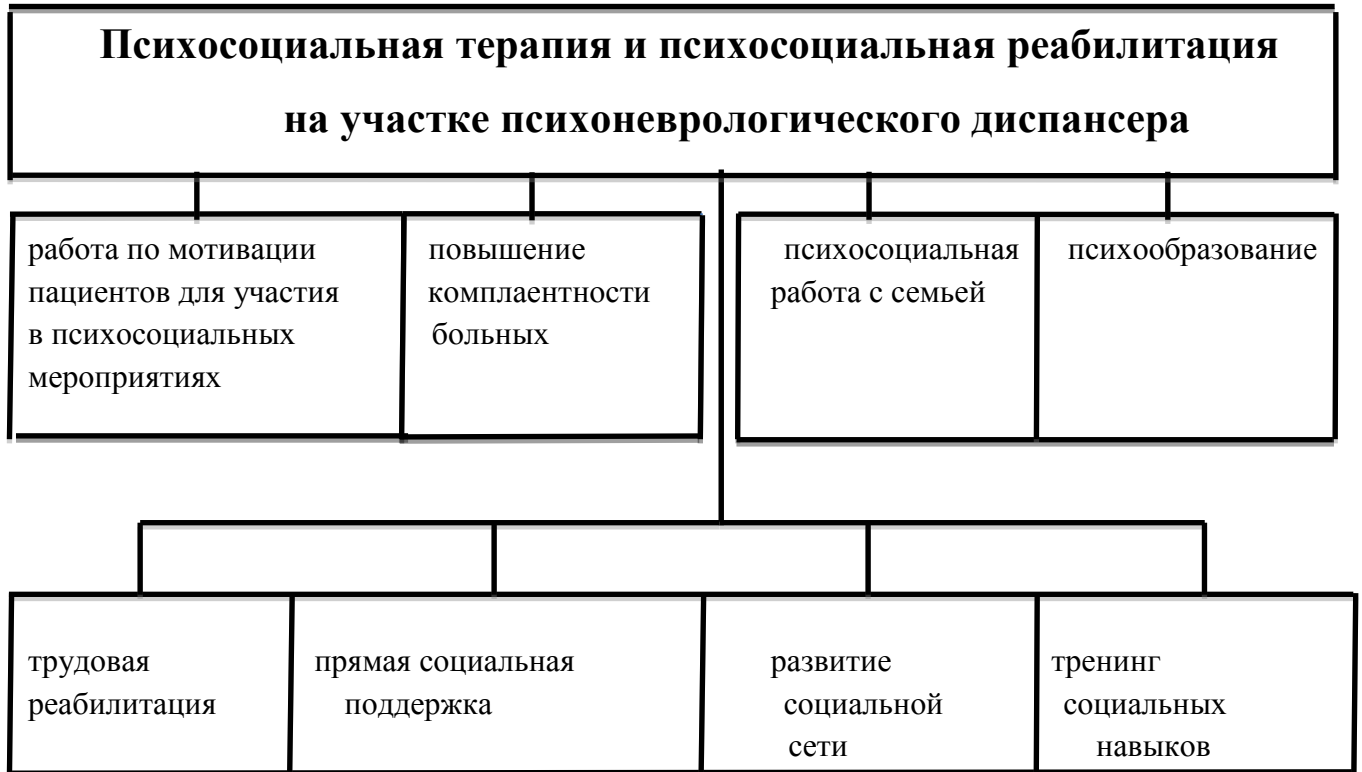 Психосоциальная терапия и психосоциальная реабилитация
на участке психоневрологического диспансера
работа по мотивации
пациентов для участия
в психосоциальных
мероприятиях
повышение
комплаентности
больных
психосоциальная
работа с семьей
психообразование
трудовая
реабилитация
прямая социальная
поддержка
развитие
социальной
сети
тренинг
социальных
навыков